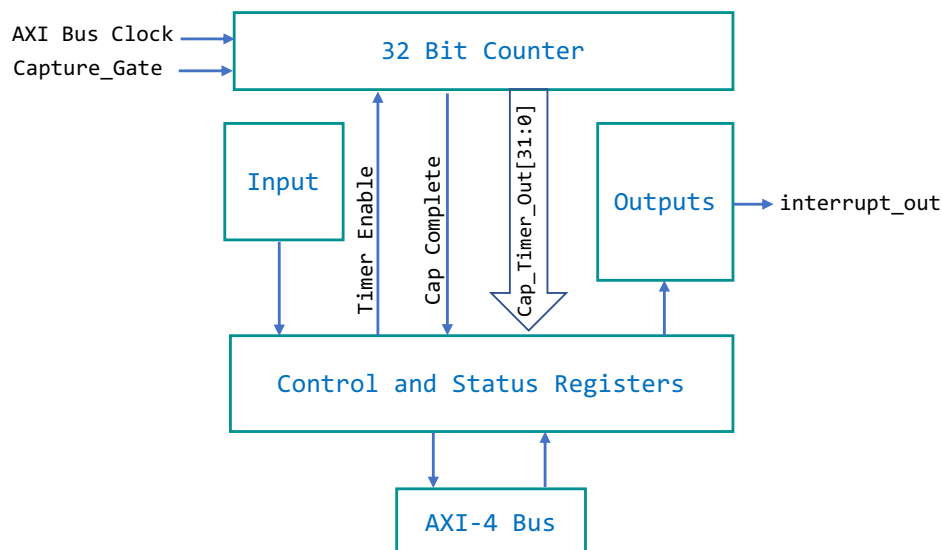 AXI Bus Clock
Capture_Gate
32 Bit Counter
Input
Timer Enable
Cap Complete
Cap_Timer_Out[31:0]
Outputs
interrupt_out
Control and Status Registers
AXI-4 Bus